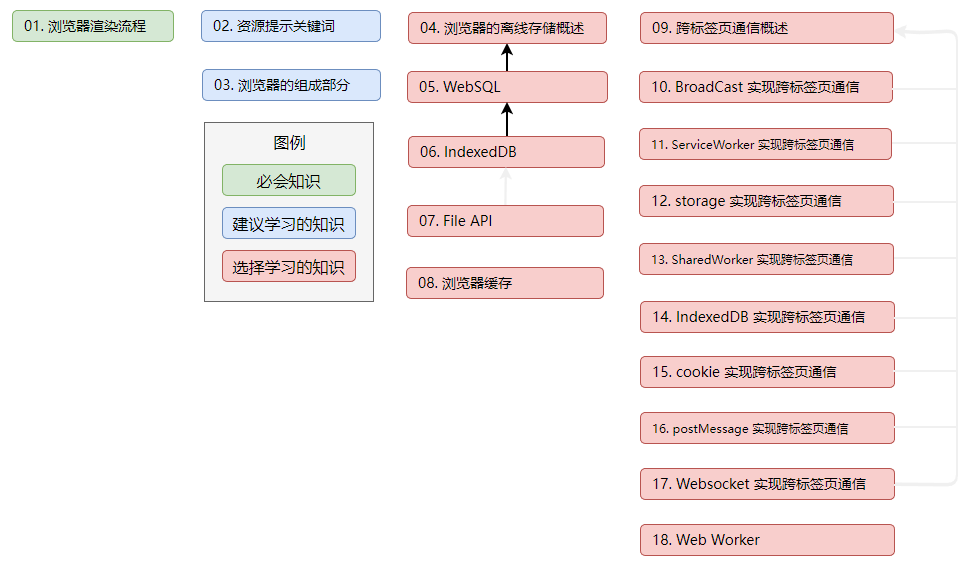 01. 浏览器渲染流程
02. 资源提示关键词
03. 浏览器的组成部分
图例
必会知识
建议学习的知识
选择学习的知识
04. 浏览器的离线存储概述
05. WebSQL
06. IndexedDB
07. File API
08. 浏览器缓存
09. 跨标签页通信概述
10. BroadCast 实现跨标签页通信
11. ServiceWorker 实现跨标签页通信
12. storage 实现跨标签页通信
13. SharedWorker 实现跨标签页通信
14. IndexedDB 实现跨标签页通信
15. cookie 实现跨标签页通信
16. postMessage 实现跨标签页通信
17. Websocket 实现跨标签页通信
18. Web Worker